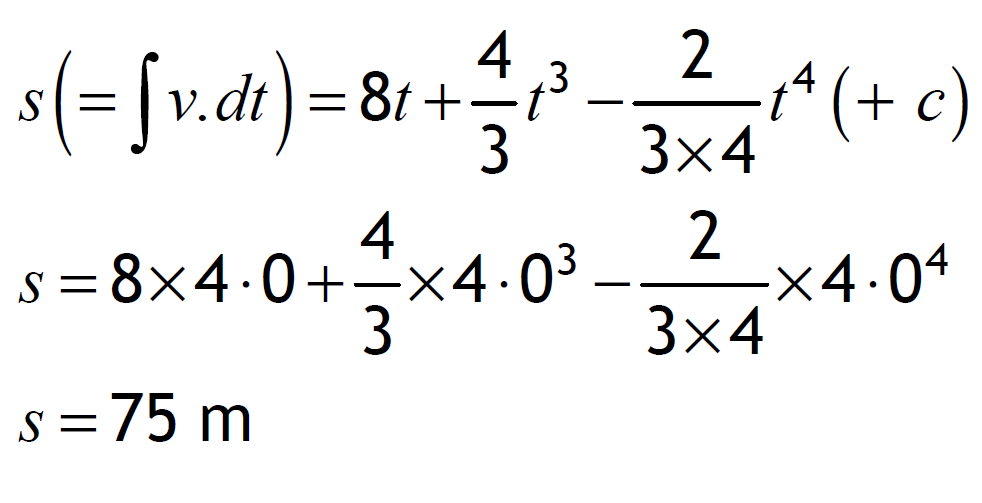 s(= ∫v.dt) = 8t + 4/3 t³ − 2/(3×4) t⁴ (+ c)
s = 8×4·0 + 4/3 ×4·0³ − 2/(3×4) ×4·0⁴
s = 75 m